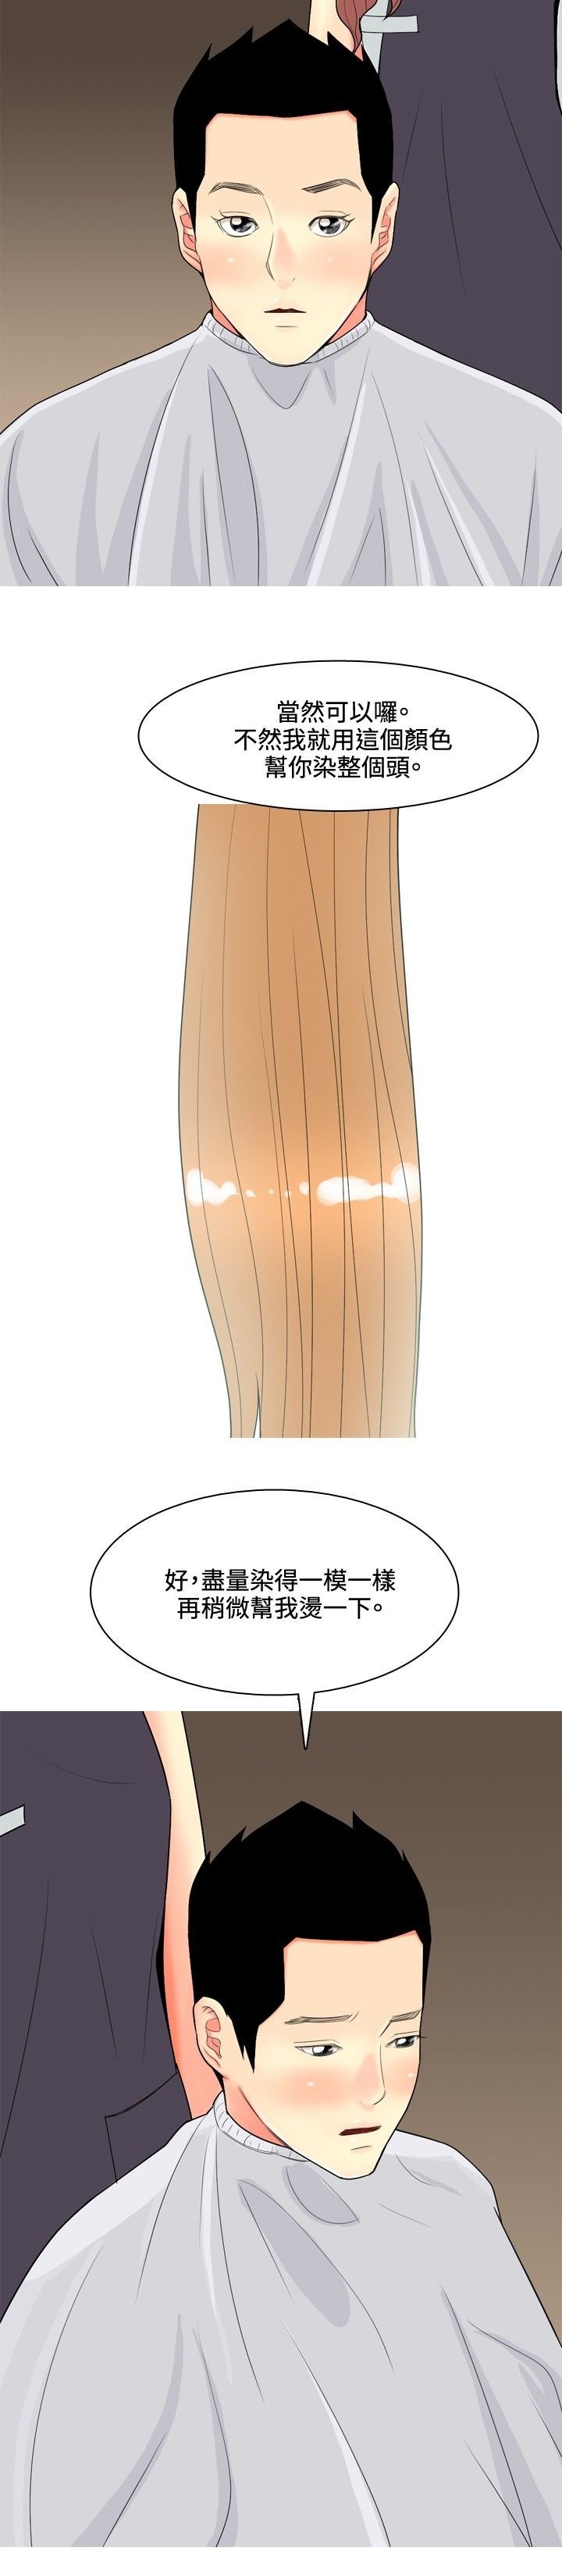 當然可以囉。
不然我就用這個顏色
幫你染整個頭。
好，盡量染得一模一樣
再稍微幫我燙一下。